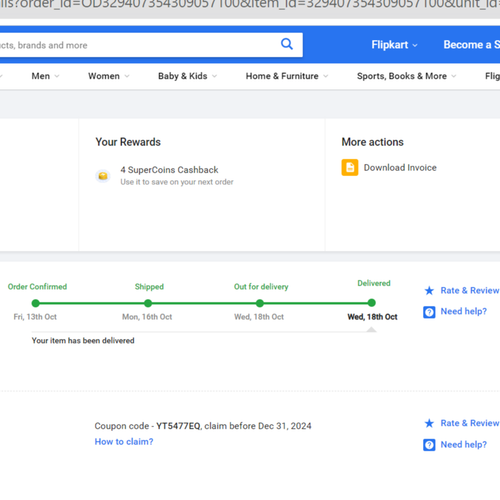 ils?order_id=OD329407354309057100&item_id=329407354309057100&unit_id=
cts, brands and more
Flipkart
Become a S
Men
Women
Baby & Kids
Home & Furniture
Sports, Books & More
Flig
Your Rewards
More actions
4 SuperCoins Cashback
Use it to save on your next order
Download Invoice
Order Confirmed
Shipped
Out for delivery
Delivered
Rate & Review
Fri, 13th Oct
Mon, 16th Oct
Wed, 18th Oct
Wed, 18th Oct
Need help?
Your item has been delivered
Coupon code - YT5477EQ, claim before Dec 31, 2024
Rate & Review
How to claim?
Need help?